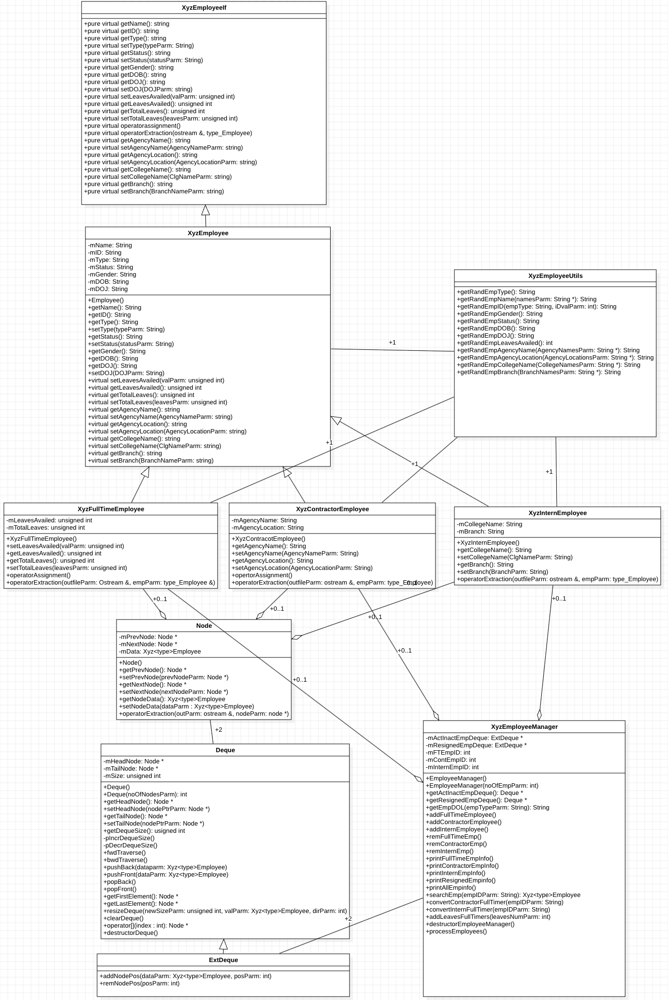 XyzEmployeeIf
+pure virtual getName(): string
+pure virtual getID(): string
+pure virtual getType(): string
+pure virtual setType(typeParm: String)
+pure virtual getStatus(): string
+pure virtual setStatus(statusParm: String)
+pure virtual getGender(): string
+pure virtual getDOB(): string
+pure virtual getDOJ(): string
+pure virtual setDOJ(DOJParm: string)
+pure virtual setLeavesAvailed(valParm: unsigned int)
+pure virtual getLeavesAvailed(): unsigned int
+pure virtual getTotalLeaves(): unsigned int
+pure virtual setTotalLeaves(leavesParm: unsigned int)
+pure virtual operatorassignment()
+pure virtual operatorExtraction(ostream &, type_Employee)
+pure virtual getAgencyName(): string
+pure virtual setAgencyName(AgencyNameParm: string)
+pure virtual getAgencyLocation(): string
+pure virtual setAgencyLocation(AgencyLocationParm: string)
+pure virtual getCollegeName(): string
+pure virtual setCollegeName(ClgNameParm: string)
+pure virtual getBranch(): string
+pure virtual setBranch(BranchNameParm: string)
XyzEmployee
-mName: String
-mID: String
-mType: String
-mStatus: String
-mGender: String
-mDOB: String
-mDOJ: String
+Employee()
+getName(): String
+getID(): String
+getType(): String
+setType(typeParm: String)
+getStatus(): String
+setStatus(statusParm: String)
+getGender(): String
+getDOB(): String
+getDOJ(): String
+setDOJ(DOJParm: String)
+virtual setLeavesAvailed(valParm: unsigned int)
+virtual getLeavesAvailed(): unsigned int
+virtual getTotalLeaves(): unsigned int
+virtual setTotalLeaves(leavesParm: unsigned int)
+virtual getAgencyName(): string
+virtual setAgencyName(AgencyNameParm: string)
+virtual getAgencyLocation(): string
+virtual setAgencyLocation(AgencyLocationParm: string)
+virtual getCollegeName(): string
+virtual setCollegeName(ClgNameParm: string)
+virtual getBranch(): string
+virtual setBranch(BranchNameParm: string)
XyzEmployeeUtils
+getRandEmpType(): String
+getRandEmpName(namesParm: String *): String
+getRandEmpID(empType: String, iDvalParm: int): String
+getRandEmpGender(): String
+getRandEmpStatus(): String
+getRandEmpDOB(): String
+getRandEmpDOJ(): String
+getRandEmpLeavesAvailed(): int
+getRandEmpAgencyName(AgencyNamesParm: String *): String
+getRandEmpAgencyLocation(AgencyLocationsParm: String *): String
+getRandEmpCollegeName(CollegeNamesParm: String *): String
+getRandEmpBranch(BranchNamesParm: String *): String
+1
+1
+1
+1
XyzFullTimeEmployee
-mLeavesAvailed: unsigned int
-mTotalLeaves: unsigned int
+XyzFullTimeEmployee()
+setLeavesAvailed(valParm: unsigned int)
+getLeavesAvailed(): unsigned int
+getTotalLeaves(): unsigned int
+setTotalLeaves(leavesParm: unsigned int)
+operatorAssignment()
+operatorExtraction(outfileParm: Ostream &, empParm: type_Employee &)
XyzContractorEmployee
-mAgencyName: String
-mAgencyLocation: String
+XyzContracotEmployee()
+getAgencyName(): String
+setAgencyName(AgencyNameParm: String)
+getAgencyLocation(): String
+setAgencyLocation(AgencyLocationParm: String)
+opertorAssignment()
+operatorExtraction(outfileParm: ostream &, empParm: type_Employee)
0..1
XyzInternEmployee
-mCollegeName: String
-mBranch: String
+XyzInternEmployee()
+getCollegeName(): String
+setCollegeName(ClgNameParm: String)
+getBranch(): String
+setBranch(BranchParm: String)
+operatorExtraction(outfileParm: ostream &, empParm: type_Employee)
+0..1
+0..1
+0..1
+0..1
+0..1
+0..1
Node
-mPrevNode: Node *
-mNextNode: Node *
-mData: Xyz<type>Employee
+Node()
+getPrevNode(): Node *
+setPrevNode(prevNodeParm: Node *)
+getNextNode(): Node *
+setNextNode(nextNodeParm: Node *)
+getNodeData(): Xyz<type>Employee
+setNodeData(dataParm : Xyz<type>Employee)
+operatorExtraction(outParm: ostream &, nodeParm: node *)
+2
Deque
-mHeadNode: Node *
-mTailNode: Node *
-mSize: unsigned int
+Deque()
+Deque(noOfNodesParm): int
+getHeadNode(): Node *
+setHeadNode(nodePtrParm: Node *)
+getTailNode(): Node *
+setTailNode(nodePtrParm: Node *)
+getDequeSize(): usigned int
-pIncrDequeSize()
-pDecrDequeSize()
+fwdTraverse()
+bwdTraverse()
+pushBack(dataparm: Xyz<type>Employee)
+pushFront(dataParm: Xyz<type>Employee)
+popBack()
+popFront()
+getFirstElement(): Node *
+getLastElement(): Node *
+resizeDeque(newSizeParm: unsigned int, valParm: Xyz<type>Employee, dirParm: int)
+clearDeque()
+operator[](index : int): Node *
+destructorDeque()
+2
ExtDeque
+addNodePos(dataParm: Xyz<type>Employee, posParm: int)
+remNodePos(posParm: int)
XyzEmployeeManager
-mActInactEmpDeque: ExtDeque *
-mResignedEmpDeque: ExtDeque *
-mFTEmpID: int
-mContEmpID: int
-mInternEmpID: int
+EmployeeManager()
+EmployeeManager(noOfEmpParm: int)
+getActInactEmpDeque(): Deque *
+getResignedEmpDeque(): Deque *
+getEmpDOL(empTypeParm: String): String
+addFullTimeEmployee()
+addContractorEmployee()
+addInternEmployee()
+remFullTimeEmp()
+remContractorEmp()
+remInternEmp()
+printFullTimeEmpInfo()
+printContractorEmpInfo()
+printInternEmpInfo()
+printResignedEmpinfo()
+printAllEmpinfo()
+searchEmp(empIDParm: String): Xyz<type>Employee
+convertContractorFullTimer(empIDParm: String)
+convertInternFullTimer(empIDParm: String)
+addLeavesFullTimers(leavesNumParm: int)
+destructorEmployeeManager()
+processEmployees()